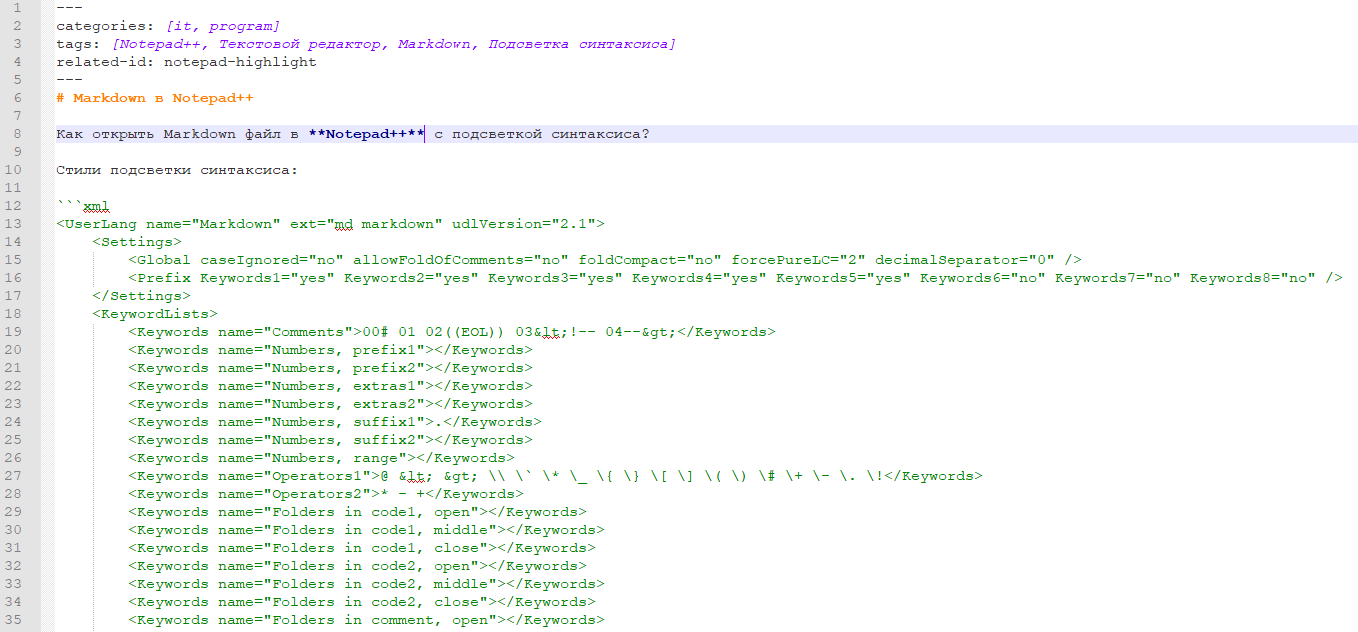 1 ---
2 categories: [it, program]
3 tags: [Notepad++, Текстовой редактор, Markdown, Подсветка синтаксиса]
4 related-id: notepad-highlight
5 ---
6 # Markdown в Notepad++
7
8 Как открыть Markdown файл в **Notepad++** с подсветкой синтаксиса?
9
10 Стили подсветки синтаксиса:
11
12 ```xml
13 <UserLang name="Markdown" ext="md markdown" udlVersion="2.1">
14     <Settings>
15         <Global caseIgnored="no" allowFoldOfComments="no" foldCompact="no" forcePureLC="2" decimalSeparator="0" />
16         <Prefix Keywords1="yes" Keywords2="yes" Keywords3="yes" Keywords4="yes" Keywords5="yes" Keywords6="no" Keywords7="no" Keywords8="no" />
17     </Settings>
18     <KeywordLists>
19         <Keywords name="Comments">00# 01 02((EOL)) 03&lt;!-- 04--&gt;</Keywords>
20         <Keywords name="Numbers, prefix1"></Keywords>
21         <Keywords name="Numbers, prefix2"></Keywords>
22         <Keywords name="Numbers, extras1"></Keywords>
23         <Keywords name="Numbers, extras2"></Keywords>
24         <Keywords name="Numbers, suffix1">.</Keywords>
25         <Keywords name="Numbers, suffix2"></Keywords>
26         <Keywords name="Numbers, range"></Keywords>
27         <Keywords name="Operators1">@ &lt; &gt; \\ \` \* \_ \{ \} \[ \] \( \) \# \+ \- \. \!</Keywords>
28         <Keywords name="Operators2">* - +</Keywords>
29         <Keywords name="Folders in code1, open"></Keywords>
30         <Keywords name="Folders in code1, middle"></Keywords>
31         <Keywords name="Folders in code1, close"></Keywords>
32         <Keywords name="Folders in code2, open"></Keywords>
33         <Keywords name="Folders in code2, middle"></Keywords>
34         <Keywords name="Folders in code2, close"></Keywords>
35         <Keywords name="Folders in comment, open"></Keywords>